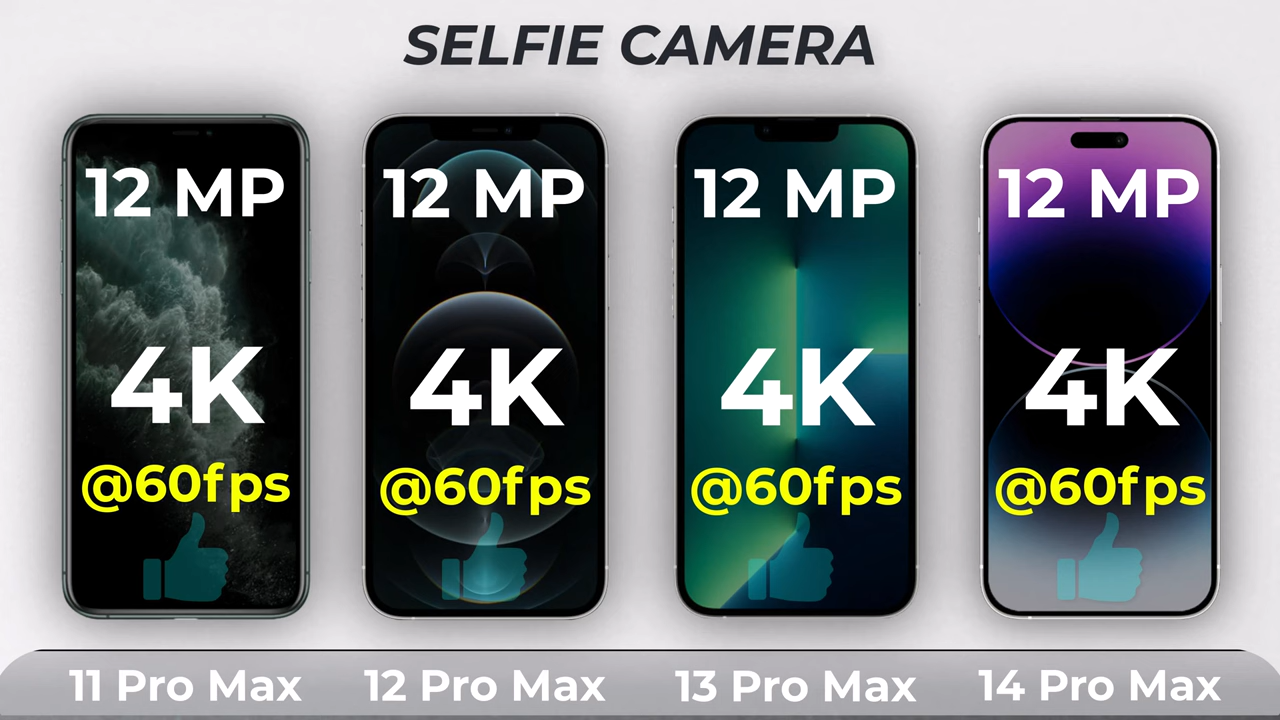 SELFIE CAMERA
12 MP 12 MP 12 MP 12 MP
4K 4K 4K 4K
@60fps @60fps @60fps @60fps
11 Pro Max 12 Pro Max 13 Pro Max 14 Pro Max